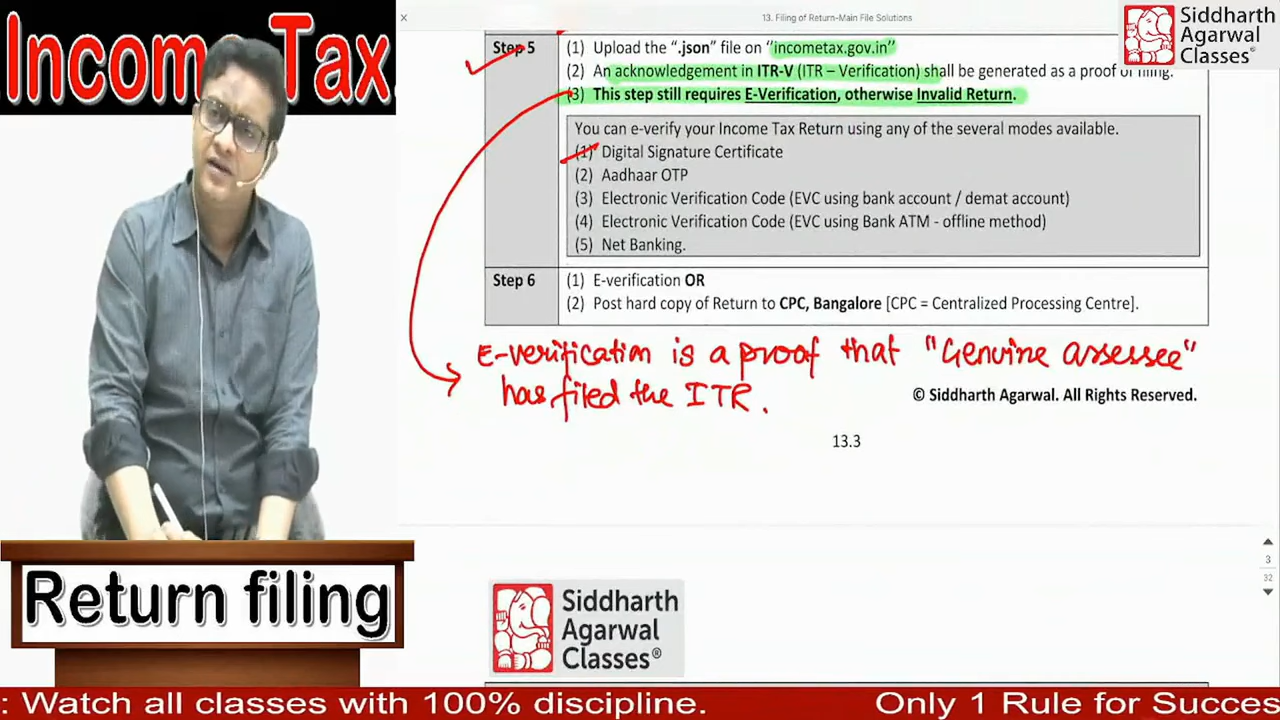 Income Tax.
13. Filing of Return-Main File Solutions
Siddharth
Agarwal
Classes®
Step 5
(1) Upload the ".json" file on "incometax.gov.in"
(2) An acknowledgement in ITR-V (ITR – Verification) shall be generated as a proof of filing.
(3) This step still requires E-Verification, otherwise Invalid Return.
You can e-verify your Income Tax Return using any of the several modes available.
(1) Digital Signature Certificate
(2) Aadhaar OTP
(3) Electronic Verification Code (EVC using bank account / demat account)
(4) Electronic Verification Code (EVC using Bank ATM - offline method)
(5) Net Banking.
Step 6
(1) E-verification OR
(2) Post hard copy of Return to CPC, Bangalore [CPC = Centralized Processing Centre].
E-verification is a proof that "Genuine assessee"
has filed the ITR.
© Siddharth Agarwal. All Rights Reserved.
13.3
3
32
Return filing
Siddharth
Agarwal
Classes®
: Watch all classes with 100% discipline.
Only 1 Rule for Succes